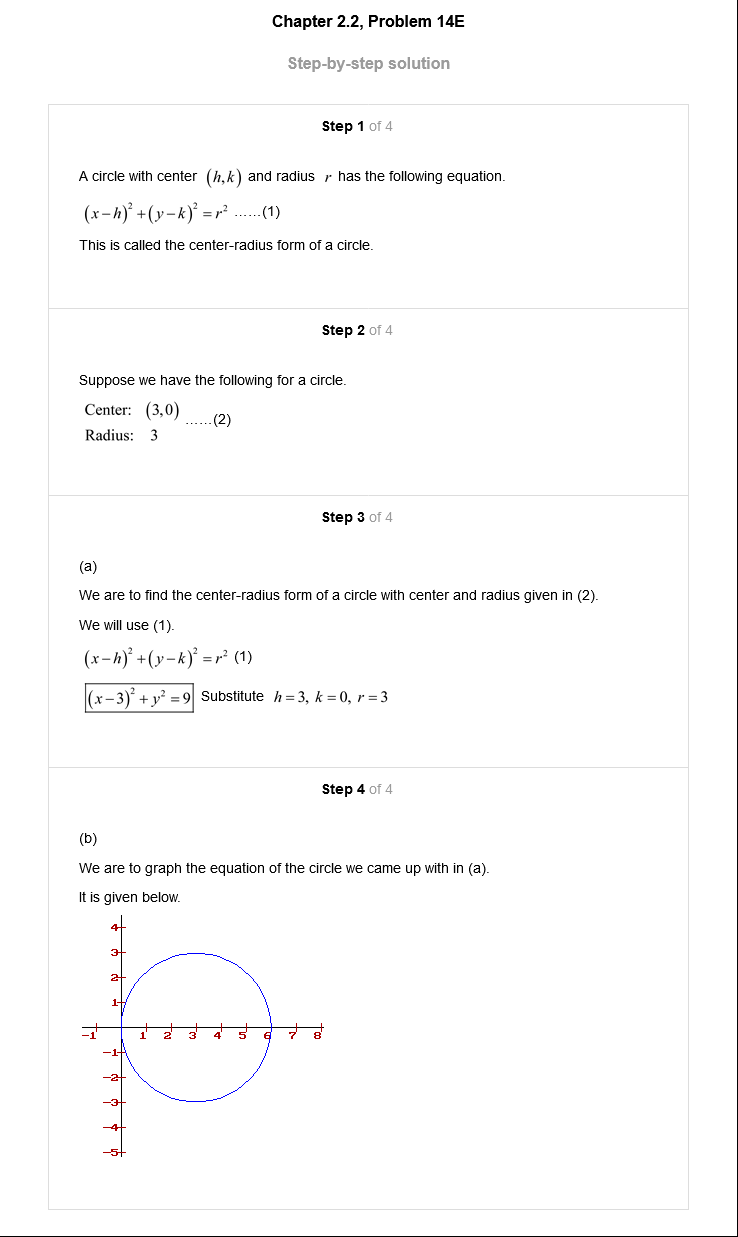 Chapter 2.2, Problem 14E
Step-by-step solution
Step 1 of 4
A circle with center (h,k) and radius r has the following equation.
(x−h)² +(y−k)² = r² ......(1)
This is called the center-radius form of a circle.
Step 2 of 4
Suppose we have the following for a circle.
Center: (3,0)
......(2)
Radius: 3
Step 3 of 4
(a)
We are to find the center-radius form of a circle with center and radius given in (2).
We will use (1).
(x−h)² +(y−k)² = r² (1)
(x−3)² + y² = 9 Substitute h = 3, k = 0, r = 3
Step 4 of 4
(b)
We are to graph the equation of the circle we came up with in (a).
It is given below.
4
3
2
1
−1 1 2 3 4 5 6 7 8
−1
−2
−3
−4
−5